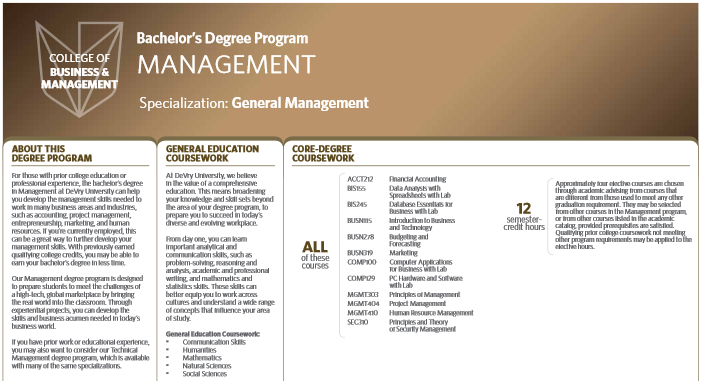 COLLEGE OF
BUSINESS &
MANAGEMENT
Bachelor's Degree Program
MANAGEMENT
Specialization: General Management
ABOUT THIS
DEGREE PROGRAM
For those with prior college education or
professional experience, the bachelor's degree
in Management at DeVry University can help
you develop the management skills needed to
work in many business areas and industries,
such as accounting, project management,
entrepreneurship, marketing, and human
resources. If you're currently employed, this
can be a great way to further develop your
management skills. With previously earned
qualifying college credits, you may be able to
earn your bachelor's degree in less time.
Our Management degree program is designed
to prepare students to meet the challenges of
a high-tech, global marketplace by bringing
the real world into the classroom. Through
experiential projects, you can develop the
skills and business acumen needed in today's
business world.
If you have prior work or educational experience,
you may also want to consider our Technical
Management degree program, which is available
with many of the same specializations.
GENERAL EDUCATION
COURSEWORK
At DeVry University, we believe
in the value of a comprehensive
education. This means broadening
your knowledge and skill sets beyond
the area of your degree program, to
prepare you to succeed in today's
diverse and evolving workplace.
From day one, you can learn
important analytical and
communication skills, such as
problem-solving, reasoning and
analysis, academic and professional
writing, and mathematics and
statistics skills. These skills can
better equip you to work across
cultures and understand a wide range
of concepts that influence your area
of study.
General Education Coursework:
• Communication Skills
• Humanities
• Mathematics
• Natural Sciences
• Social Sciences
CORE-DEGREE
COURSEWORK
ALL
of these
courses
ACCT212 Financial Accounting
BIS155 Data Analysis with
Spreadsheets with Lab
BIS245 Database Essentials for
Business with Lab
BUSN115 Introduction to Business
and Technology
BUSN278 Budgeting and
Forecasting
BUSN319 Marketing
COMP100 Computer Applications
for Business with Lab
COMP129 PC Hardware and Software
with Lab
MGMT303 Principles of Management
MGMT404 Project Management
MGMT410 Human Resource Management
SEC310 Principles and Theory
of Security Management
12
semester-
credit hours
Approximately four elective courses are chosen
through academic advising from courses that
are different from those used to meet any other
graduation requirement. They may be selected
from other courses in the Management program,
or from other courses listed in the academic
catalog, provided prerequisites are satisfied.
Qualifying prior college coursework not meeting
other program requirements may be applied to the
elective hours.